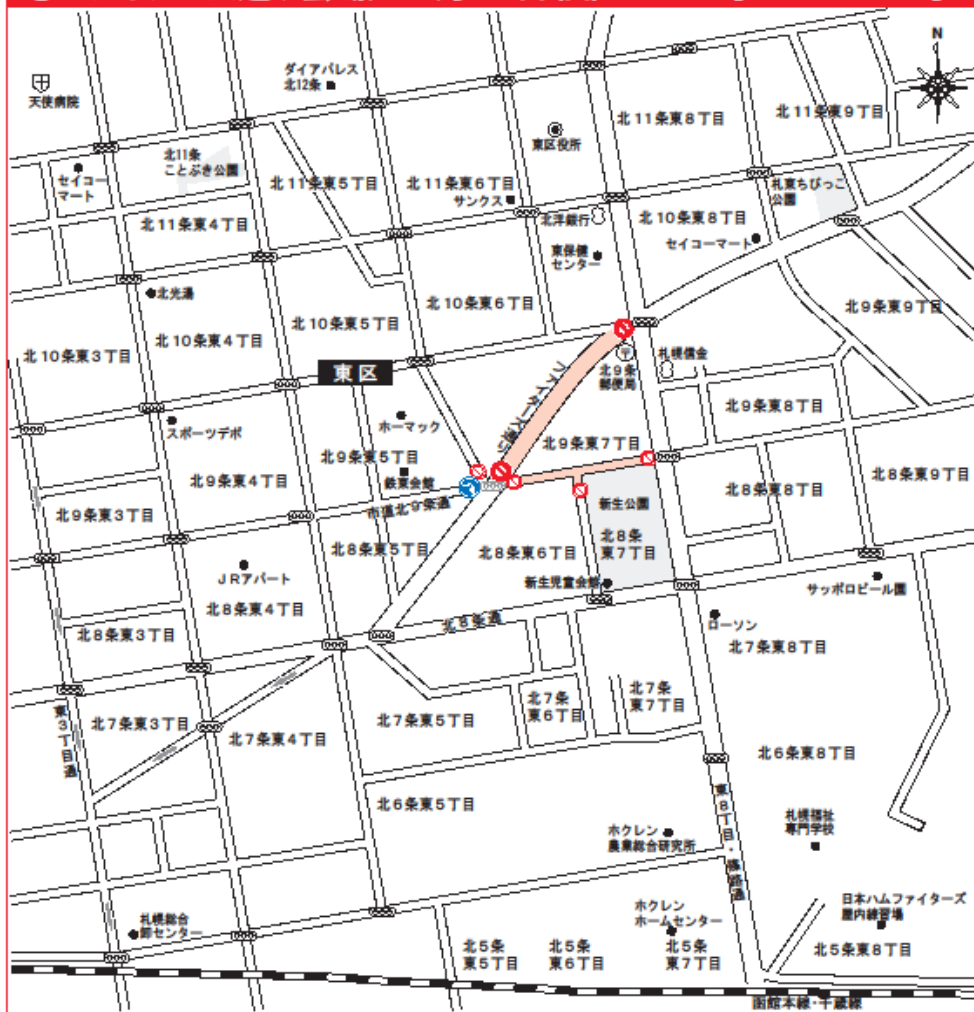 N
ダイアパレス
北12条
天使病院
北11条東8丁目
北11条東9丁目
東区役所
北11条
ことぶき公園
セイコー
マート
北11条東5丁目
北11条東6丁目
サンクス
札東ちびっこ
公園
北11条東4丁目
北洋銀行
北10条東8丁目
セイコーマート
東保健
センター
北光湯
北10条東6丁目
北9条東9丁目
北10条東5丁目
北10条東4丁目
北10条東3丁目
東区
ファイターズ通り
北9条
郵便局
札幌信金
北9条東8丁目
スポーツデポ
ホーマック
北9条東7丁目
北9条東5丁目
鉄東会館
北9条東4丁目
北8条東9丁目
北8条東8丁目
市道北9条通
新生公園
北9条東3丁目
北8条東5丁目
北8条東6丁目
北8条
東7丁目
JRアパート
新生児童会館
サッポロビール園
北8条東4丁目
北8条通
ローソン
北8条東3丁目
北7条東8丁目
東3丁目通
北7条東3丁目
北7条東4丁目
北7条東5丁目
北7条
東6丁目
北7条
東7丁目
北6条東8丁目
北6条東5丁目
東8丁目・篠路通
札幌福祉
専門学校
ホクレン
農業総合研究所
日本ハムファイターズ
屋内練習場
ホクレン
ホームセンター
札幌総合
卸センター
北5条
東5丁目
北5条
東6丁目
北5条
東7丁目
北5条東8丁目
函館本線・千歳線